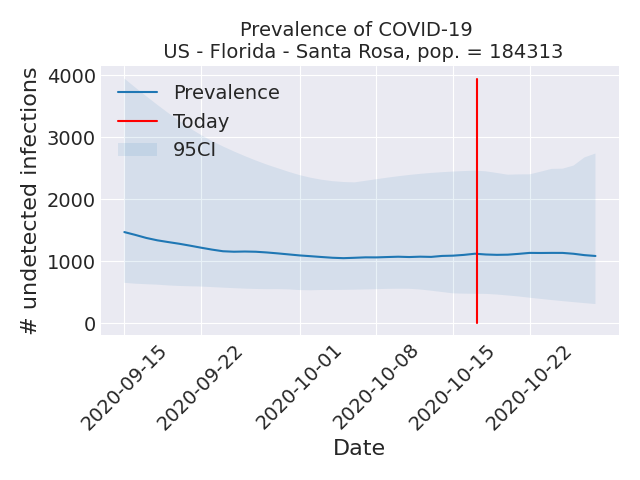 Prevalence of COVID-19
US - Florida - Santa Rosa, pop. = 184313
4000
3000
2000
1000
0
# undetected infections
Prevalence
Today
95CI
2020-09-15
2020-09-22
2020-10-01
2020-10-08
2020-10-15
2020-10-22
Date